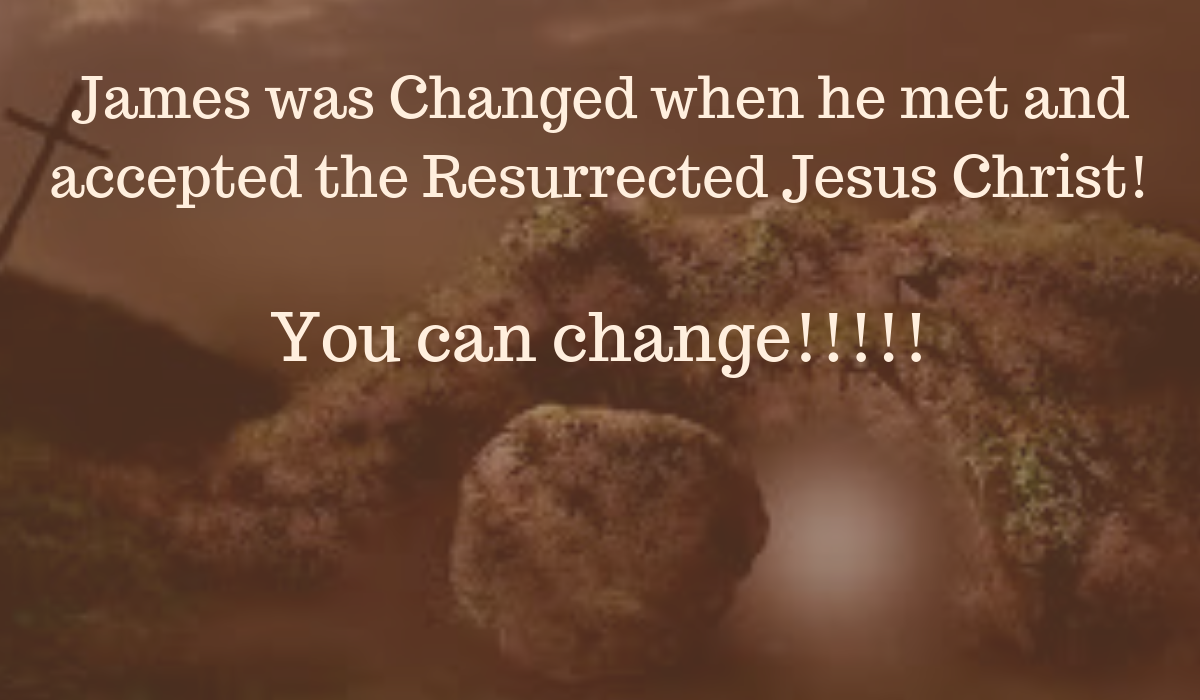 James was Changed when he met and
accepted the Resurrected Jesus Christ!
You can change!!!!!